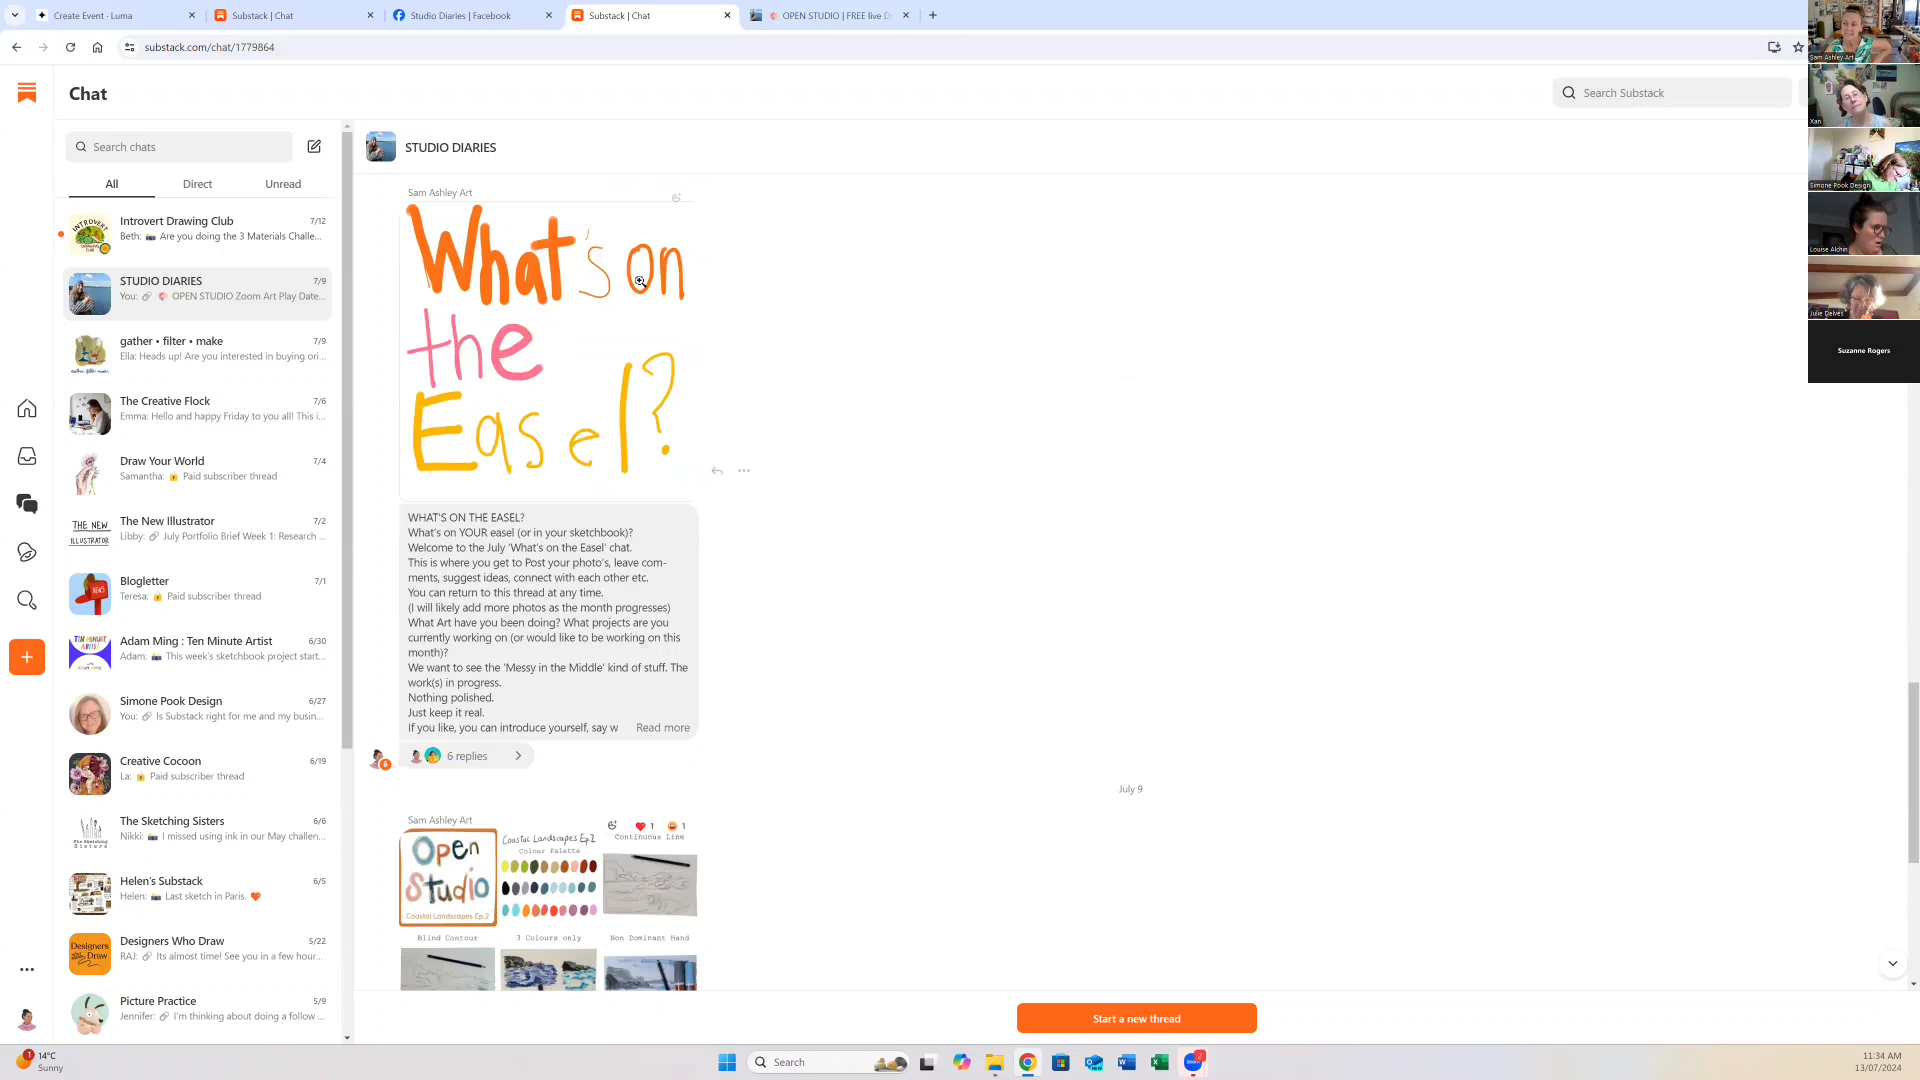 Create Event · Luma
Substack | Chat
Studio Diaries | Facebook
Substack | Chat
OPEN STUDIO | FREE live D
substack.com/chat/1779864
Chat
Search Substack
Search chats
All
Direct
Unread
Introvert Drawing Club
7/12
Beth: Are you doing the 3 Materials Challe...
STUDIO DIARIES
7/9
You: OPEN STUDIO Zoom Art Play Date...
gather • filter • make
7/9
Ella: Heads up! Are you interested in buying ori...
The Creative Flock
7/6
Emma: Hello and happy Friday to you all! This i...
Draw Your World
7/4
Samantha: Paid subscriber thread
THE NEW
ILLUSTRATOR
The New Illustrator
7/2
Libby: July Portfolio Brief Week 1: Research ...
Blogletter
7/1
Teresa: Paid subscriber thread
Adam Ming : Ten Minute Artist
6/30
Adam: This week's sketchbook project start...
Simone Pook Design
6/27
You: Is Substack right for me and my busin...
Creative Cocoon
6/19
La: Paid subscriber thread
The Sketching Sisters
6/6
Nikki: I missed using ink in our May challen...
Helen's Substack
6/5
Helen: Last sketch in Paris.
Designers Who Draw
5/22
RAJ: Its almost time! See you in a few hour...
Picture Practice
5/9
Jennifer: I'm thinking about doing a follow ...
STUDIO DIARIES
Sam Ashley Art
What's on
the
Easel?
WHAT'S ON THE EASEL?
What's on YOUR easel (or in your sketchbook)?
Welcome to the July 'What's on the Easel' chat.
This is where you get to Post your photo's, leave com-
ments, suggest ideas, connect with each other etc.
You can return to this thread at any time.
(I will likely add more photos as the month progresses)
What Art have you been doing? What projects are you
currently working on (or would like to be working on this
month)?
We want to see the 'Messy in the Middle' kind of stuff. The
work(s) in progress.
Nothing polished.
Just keep it real.
If you like, you can introduce yourself, say w
Read more
6 replies
July 9
Sam Ashley Art
1
1
Open
Studio
Coastal Landscapes Ep.2
Coastal Landscapes Ep2
Colour Palette
Continuous Line
Blind Contour
3 Colours only
Non Dominant Hand
Start a new thread
Sam Ashley Art
Xan
Simone Pook Design
Louise Aldhin
Julie Delves
Suzanne Rogers
1
14°C
Sunny
Search
2
11:34 AM
13/07/2024